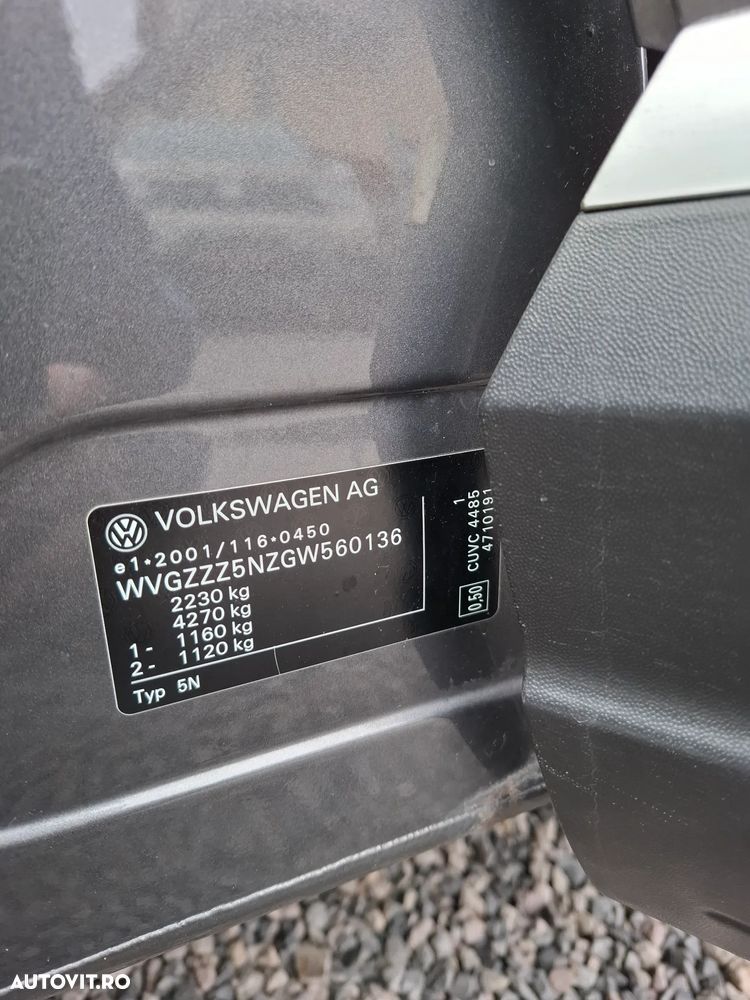 VOLKSWAGEN AG
e1*2001/116*0450
WVGZZZ5NZGW560136
2230 kg
4270 kg
1 - 1160 kg
2 - 1120 kg
Typ 5N
0,50
CUVC 4485 1
4710191
AUTOVIT.RO